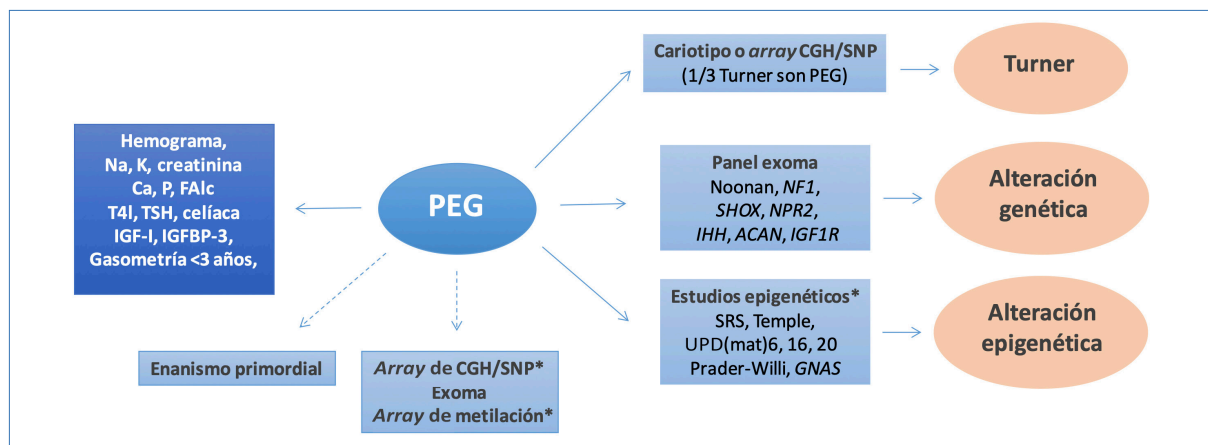 Cariotipo o array CGH/SNP
(1/3 Turner son PEG)
Turner
Hemograma,
Na, K, creatinina
Ca, P, FAlc
T4l, TSH, celíaca
IGF-I, IGFBP-3,
Gasometría <3 años,
PEG
Panel exoma
Noonan, NF1,
SHOX, NPR2,
IHH, ACAN, IGF1R
Alteración
genética
Estudios epigenéticos*
SRS, Temple,
UPD(mat)6, 16, 20
Prader-Willi, GNAS
Alteración
epigenética
Enanismo primordial
Array de CGH/SNP*
Exoma
Array de metilación*